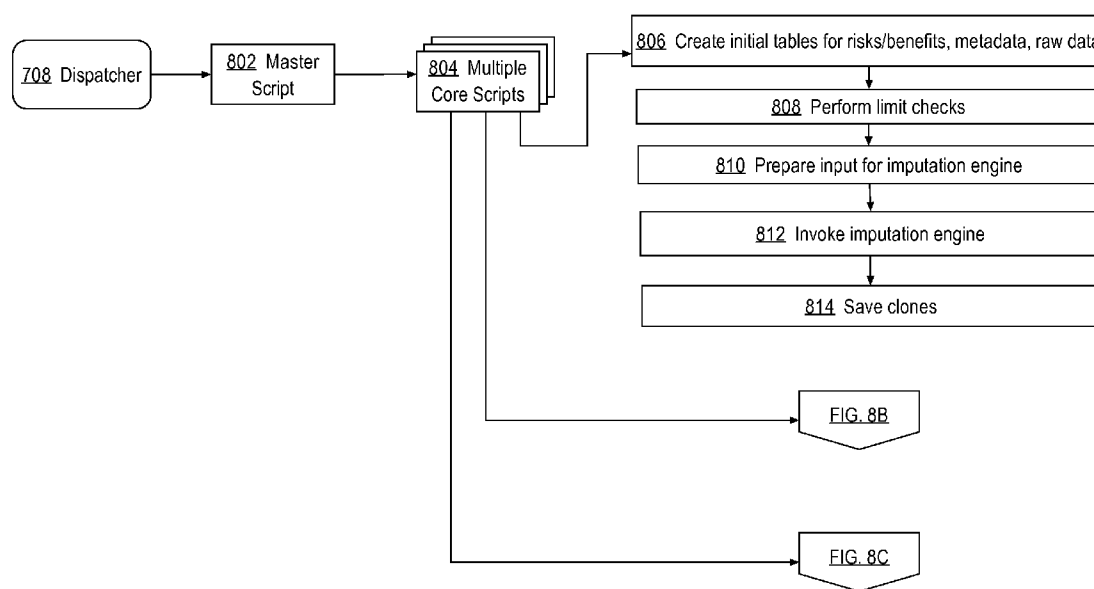 708 Dispatcher
802 Master
Script
804 Multiple
Core Scripts
806 Create initial tables for risks/benefits, metadata, raw data
808 Perform limit checks
810 Prepare input for imputation engine
812 Invoke imputation engine
814 Save clones
FIG. 8B
FIG. 8C